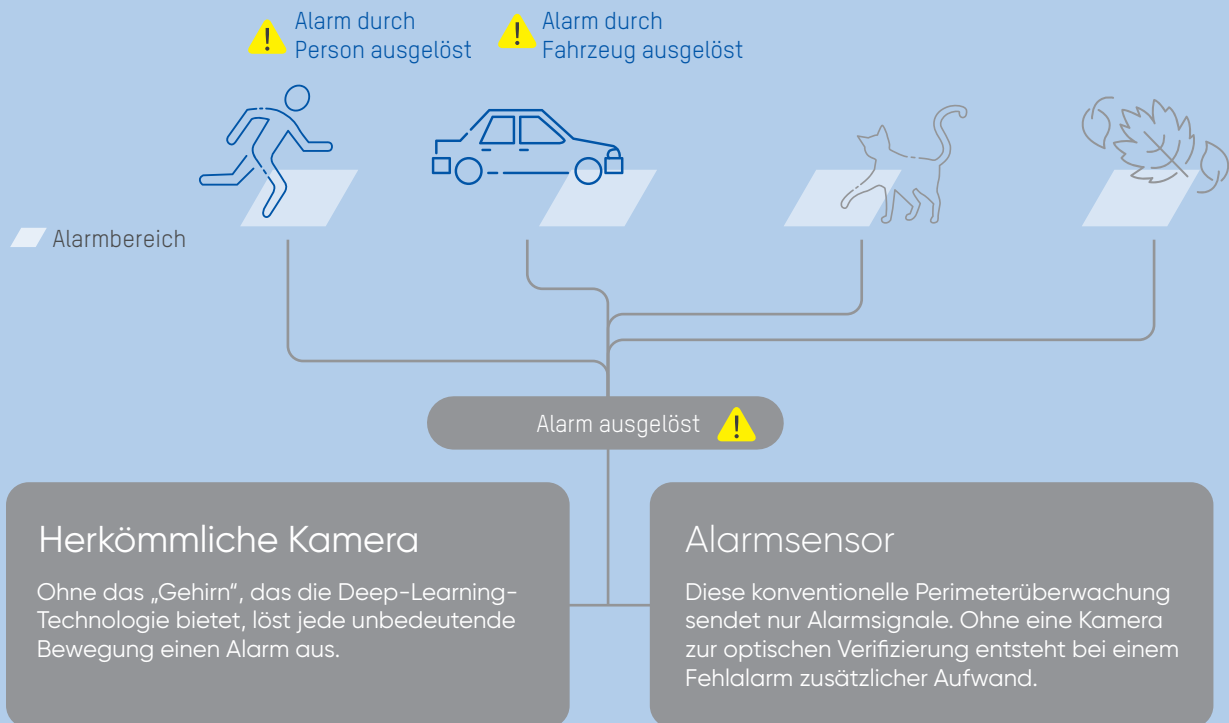 Alarm durch
Person ausgelöst
Alarm durch
Fahrzeug ausgelöst
Alarmbereich
Alarm ausgelöst
Herkömmliche Kamera
Ohne das „Gehirn“, das die Deep-Learning-
Technologie bietet, löst jede unbedeutende
Bewegung einen Alarm aus.
Alarmsensor
Diese konventionelle Perimeterüberwachung
sendet nur Alarmsignale. Ohne eine Kamera
zur optischen Verifizierung entsteht bei einem
Fehlalarm zusätzlicher Aufwand.